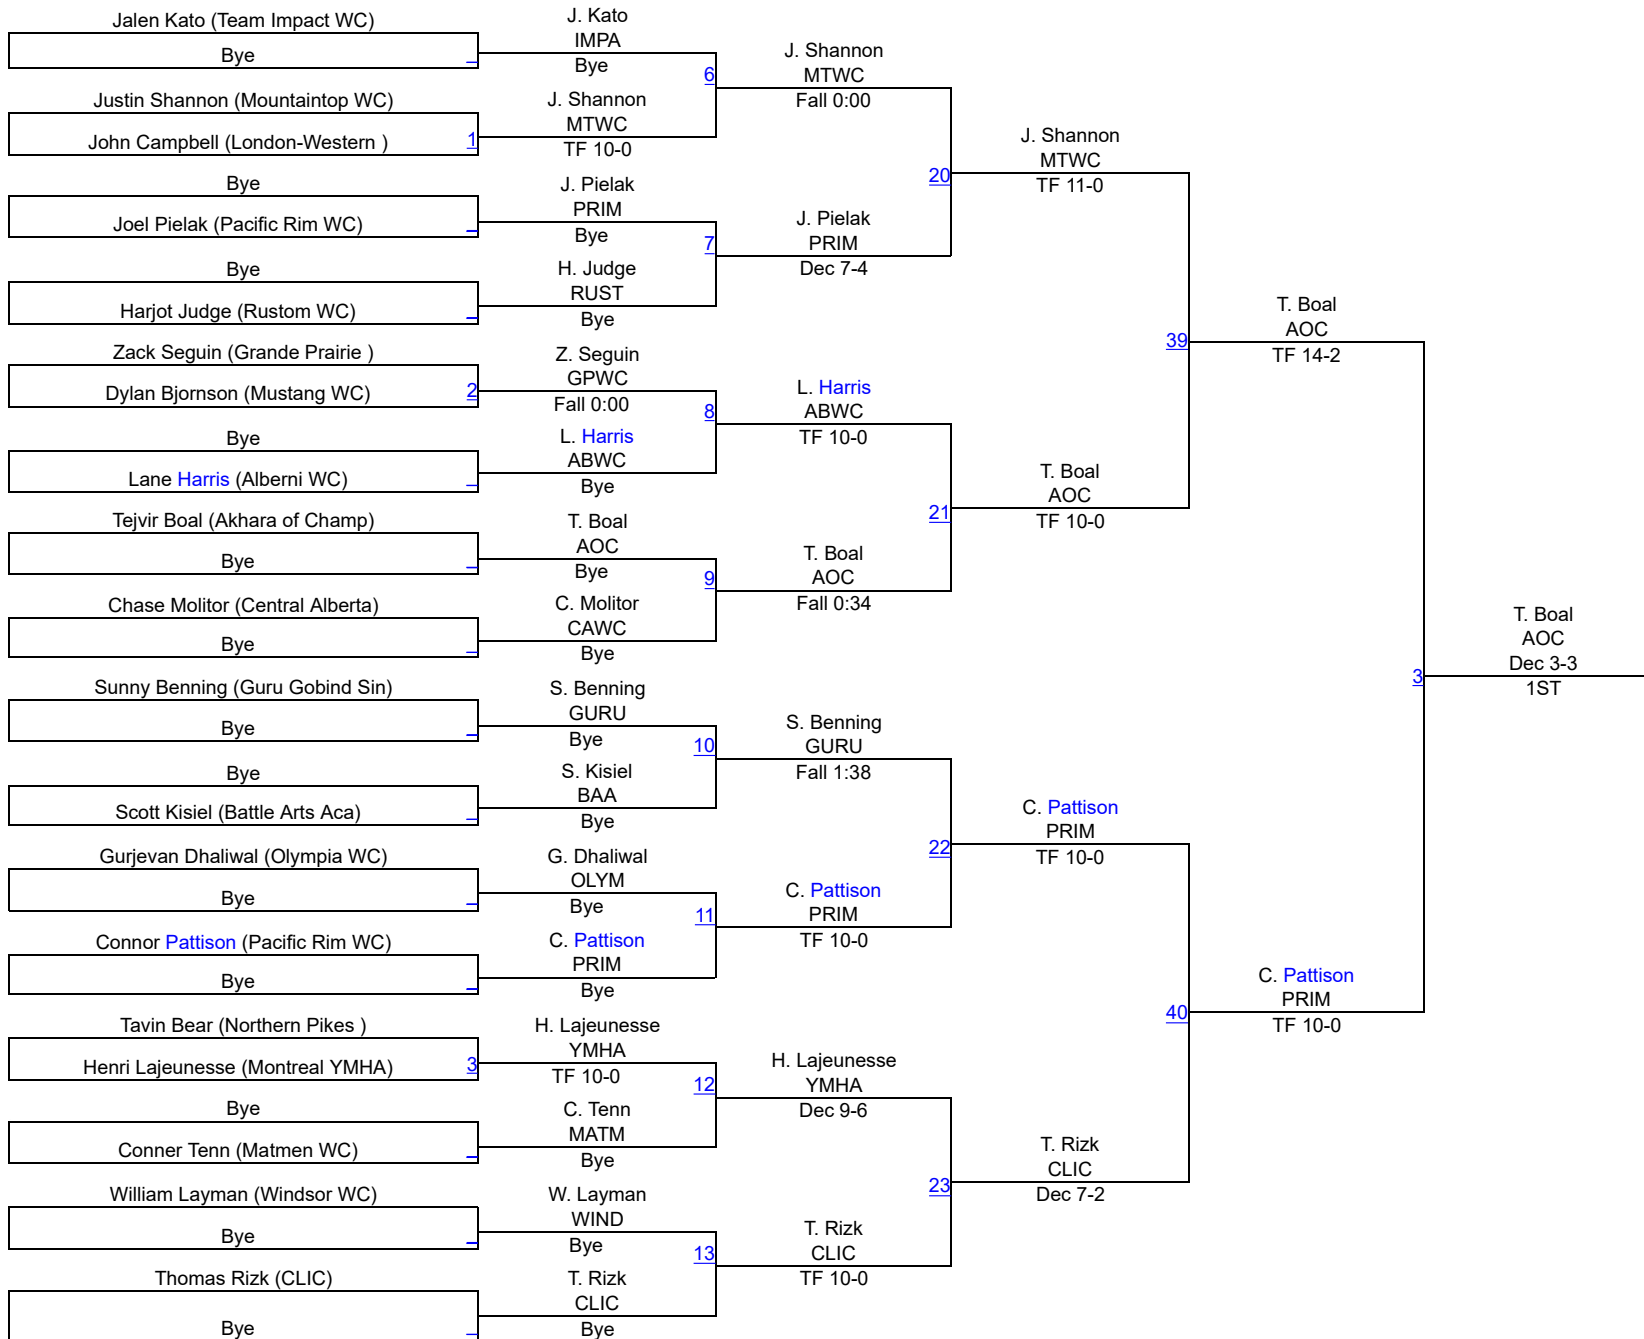 Jalen Kato (Team Impact WC)
Bye
Justin Shannon (Mountaintop WC)
John Campbell (London-Western )
1
Bye
Joel Pielak (Pacific Rim WC)
Bye
Harjot Judge (Rustom WC)
Zack Seguin (Grande Prairie )
Dylan Bjornson (Mustang WC)
2
Bye
Lane Harris (Alberni WC)
Tejvir Boal (Akhara of Champ)
Bye
Chase Molitor (Central Alberta)
Bye
Sunny Benning (Guru Gobind Sin)
Bye
Bye
Scott Kisiel (Battle Arts Aca)
Gurjevan Dhaliwal (Olympia WC)
Bye
Connor Pattison (Pacific Rim WC)
Bye
Tavin Bear (Northern Pikes )
Henri Lajeunesse (Montreal YMHA)
3
Bye
Conner Tenn (Matmen WC)
William Layman (Windsor WC)
Bye
Thomas Rizk (CLIC)
Bye
J. Kato
IMPA
Bye
6
J. Shannon
MTWC
TF 10-0
J. Pielak
PRIM
Bye
7
H. Judge
RUST
Bye
Z. Seguin
GPWC
Fall 0:00
8
L. Harris
ABWC
Bye
T. Boal
AOC
Bye
9
C. Molitor
CAWC
Bye
S. Benning
GURU
Bye
10
S. Kisiel
BAA
Bye
G. Dhaliwal
OLYM
Bye
11
C. Pattison
PRIM
Bye
H. Lajeunesse
YMHA
TF 10-0
12
C. Tenn
MATM
Bye
W. Layman
WIND
Bye
13
T. Rizk
CLIC
Bye
J. Shannon
MTWC
Fall 0:00
20
J. Pielak
PRIM
Dec 7-4
L. Harris
ABWC
TF 10-0
21
T. Boal
AOC
Fall 0:34
S. Benning
GURU
Fall 1:38
22
C. Pattison
PRIM
TF 10-0
H. Lajeunesse
YMHA
Dec 9-6
23
T. Rizk
CLIC
TF 10-0
J. Shannon
MTWC
TF 11-0
39
T. Boal
AOC
TF 10-0
C. Pattison
PRIM
TF 10-0
40
T. Rizk
CLIC
Dec 7-2
T. Boal
AOC
TF 14-2
3
C. Pattison
PRIM
TF 10-0
T. Boal
AOC
Dec 3-3
1ST